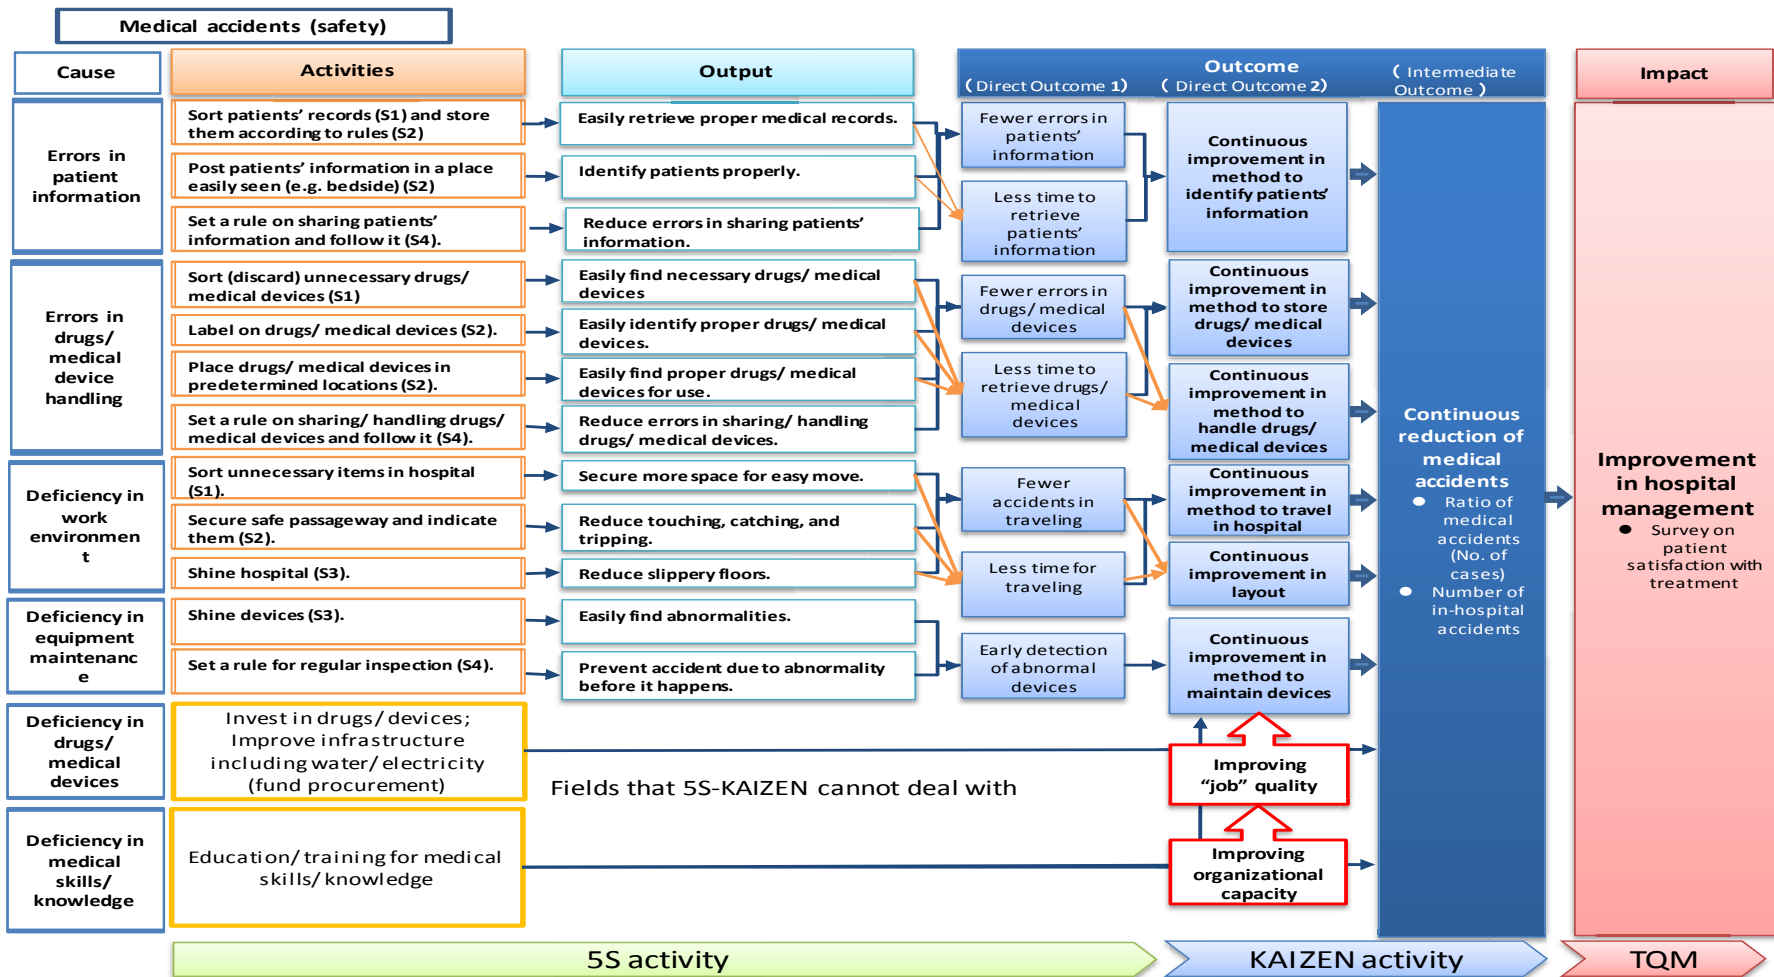 Medical accidents (safety)
Cause
Activities
Output
Outcome
( Direct Outcome 1)
( Direct Outcome 2)
( Intermediate
Outcome )
Impact
Errors in
patient
information
Sort patients' records (S1) and store
them according to rules (S2)
Easily retrieve proper medical records.
Post patients' information in a place
easily seen (e.g. bedside) (S2)
Identify patients properly.
Set a rule on sharing patients'
information and follow it (S4).
Reduce errors in sharing patients'
information.
Fewer errors in
patients'
information
Less time to
retrieve
patients'
information
Continuous
improvement in
method to
identify patients'
information
Errors in
drugs/
medical
device
handling
Sort (discard) unnecessary drugs/
medical devices (S1)
Easily find necessary drugs/ medical
devices
Label on drugs/ medical devices (S2).
Easily identify proper drugs/ medical
devices.
Place drugs/ medical devices in
predetermined locations (S2).
Easily find proper drugs/ medical
devices for use.
Set a rule on sharing/ handling drugs/
medical devices and follow it (S4).
Reduce errors in sharing/ handling
drugs/ medical devices.
Fewer errors in
drugs/ medical
devices
Less time to
retrieve drugs/
medical
devices
Continuous
improvement in
method to store
drugs/ medical
devices
Continuous
improvement in
method to
handle drugs/
medical devices
Deficiency in
work
environmen
t
Sort unnecessary items in hospital
(S1).
Secure more space for easy move.
Secure safe passageway and indicate
them (S2).
Reduce touching, catching, and
tripping.
Shine hospital (S3).
Reduce slippery floors.
Fewer
accidents in
traveling
Less time for
traveling
Continuous
improvement in
method to travel
in hospital
Continuous
improvement in
layout
Deficiency in
equipment
maintenanc
e
Shine devices (S3).
Easily find abnormalities.
Set a rule for regular inspection (S4).
Prevent accident due to abnormality
before it happens.
Early detection
of abnormal
devices
Continuous
improvement in
method to
maintain devices
Continuous
reduction of
medical
accidents
● Ratio of
medical
accidents
(No. of
cases)
● Number of
in-hospital
accidents
Improvement
in hospital
management
● Survey on
patient
satisfaction with
treatment
Deficiency in
drugs/
medical
devices
Invest in drugs/ devices;
Improve infrastructure
including water/ electricity
(fund procurement)
Fields that 5S-KAIZEN cannot deal with
Improving
"job" quality
Deficiency in
medical
skills/
knowledge
Education/ training for medical
skills/ knowledge
Improving
organizational
capacity
5S activity
KAIZEN activity
TQM